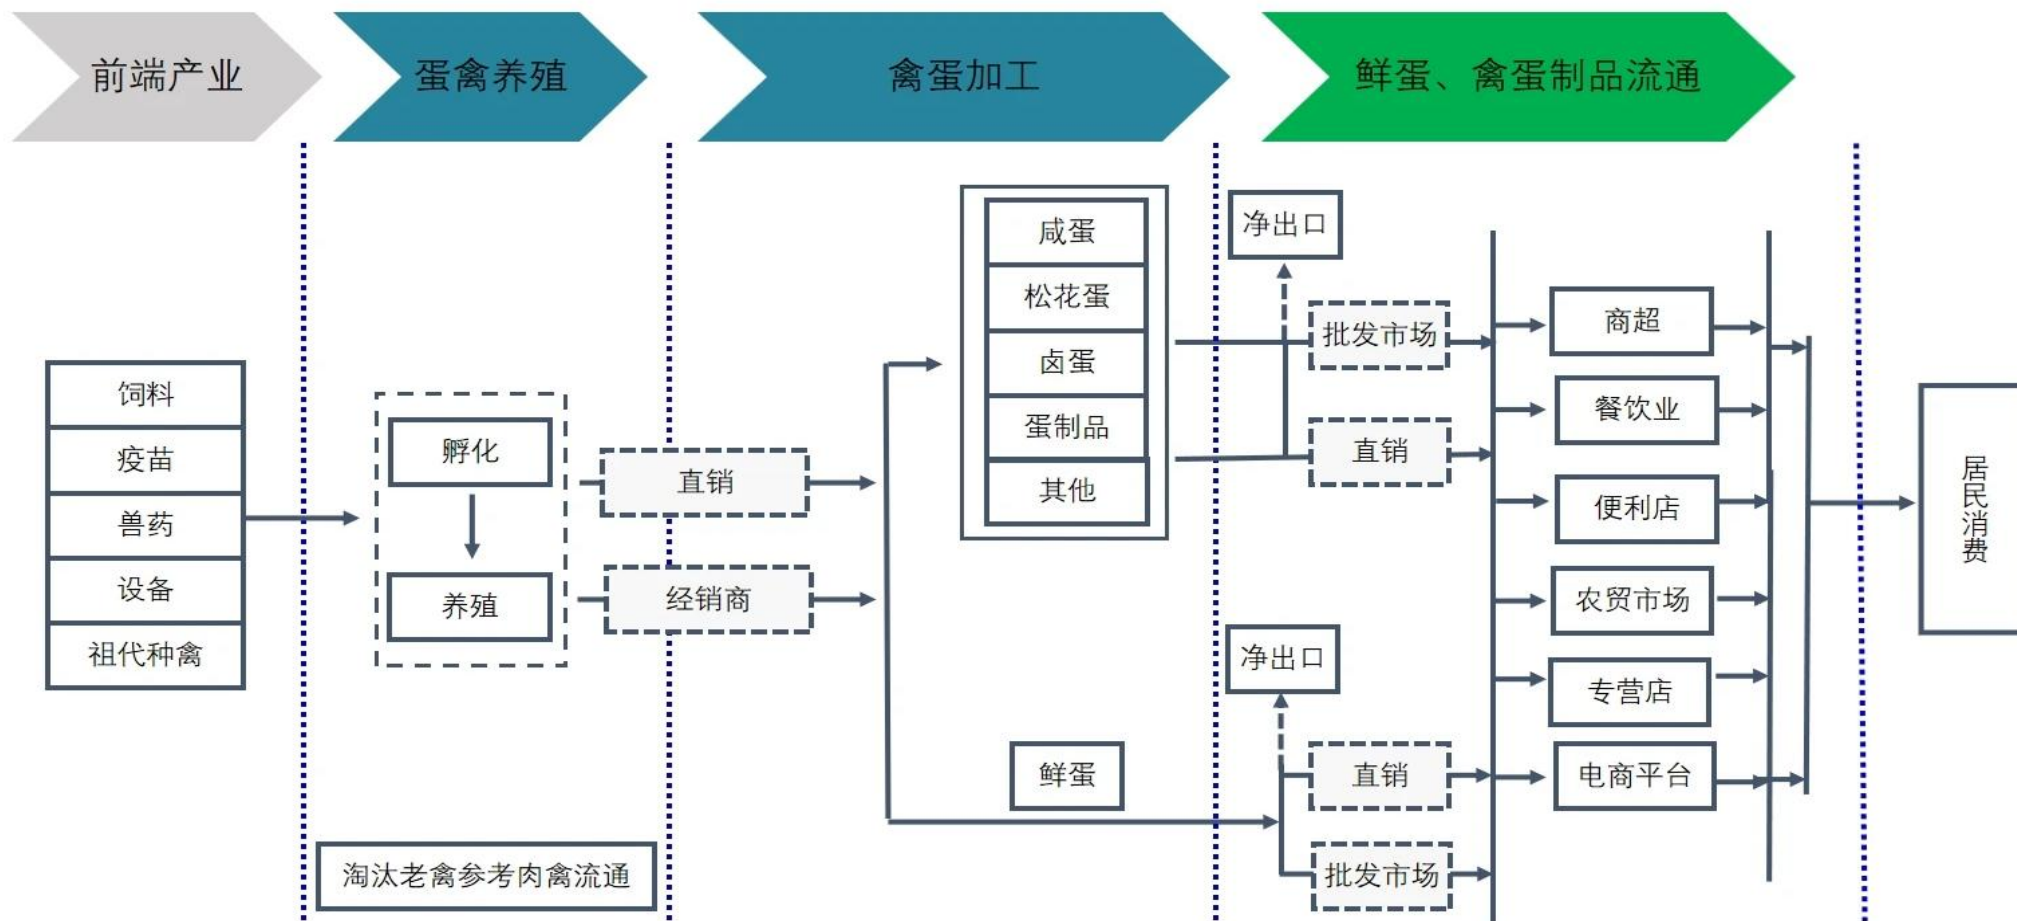 前端产业
蛋禽养殖
禽蛋加工
鲜蛋、禽蛋制品流通
饲料
疫苗
兽药
设备
祖代种禽
孵化
养殖
淘汰老禽参考肉禽流通
直销
经销商
咸蛋
松花蛋
卤蛋
蛋制品
其他
鲜蛋
净出口
批发市场
直销
净出口
直销
批发市场
商超
餐饮业
便利店
农贸市场
专营店
电商平台
居民消费